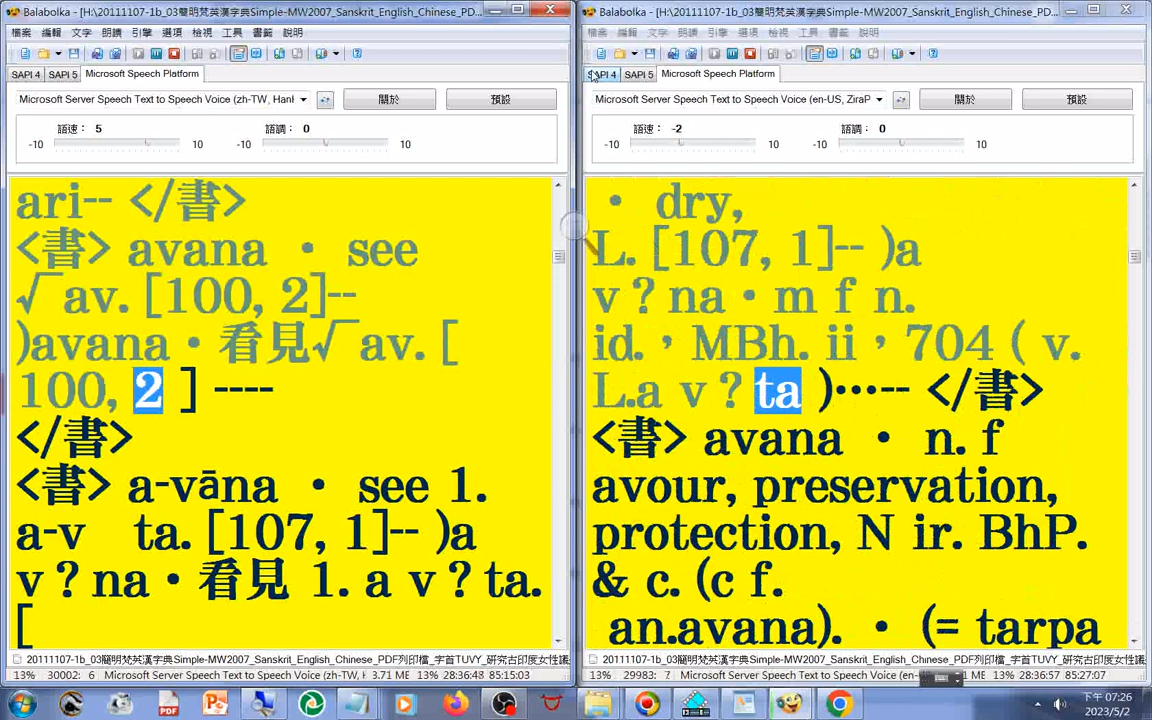 Balabolka - [H:\20111107-1b_03簡明梵英漢字典Simple-MW2007_Sanskrit_English_Chinese_PD...
檔案 編輯 文字 朗讀 引擎 選項 檢視 工具 書籤 說明
SAPI 4 SAPI 5 Microsoft Speech Platform
Microsoft Server Speech Text to Speech Voice (zh-TW, Hanl
關於 預設
語速： 5 語調： 0
-10 10 -10 10
ari-- </書>
<書> avana • see
√av. [100, 2]--
)avana•看見√av. [
100, 2 ] ----
</書>
<書> a-vāna • see 1.
a-v ta. [107, 1]-- )a
v？na•看見 1. a v？ta.
[
20111107-1b_03簡明梵英漢字典Simple-MW2007_Sanskrit_English_Chinese_PDF列印檔_字首TUVY_研究古印度女性議
13% 30002: 6 Microsoft Server Speech Text to Speech Voice (zh-TW, H 3.71 MB 13% 28:36:48 85:15:03
Balabolka - [H:\20111107-1b_03簡明梵英漢字典Simple-MW2007_Sanskrit_English_Chinese_PD...
檔案 編輯 文字 朗讀 引擎 選項 檢視 工具 書籤 說明
SAPI 4 SAPI 5 Microsoft Speech Platform
Microsoft Server Speech Text to Speech Voice (en-US, ZiraP
關於 預設
語速： -2 語調： 0
-10 10 -10 10
• dry,
L. [107, 1]-- )a
v？na•m f n.
id.，MBh. ii，704 ( v.
L.a v？ta )…-- </書>
<書> avana • n. f
avour, preservation,
protection, N ir. BhP.
& c. (c f.
an.avana). • (= tarpa
20111107-1b_03簡明梵英漢字典Simple-MW2007_Sanskrit_English_Chinese_PDF列印檔_字首TUVY_研究古印度女性議
13% 29983: ? Microsoft Server Speech Text to Speech 13% 28:36:57 85:27:07
下午 07:26
2023/5/2